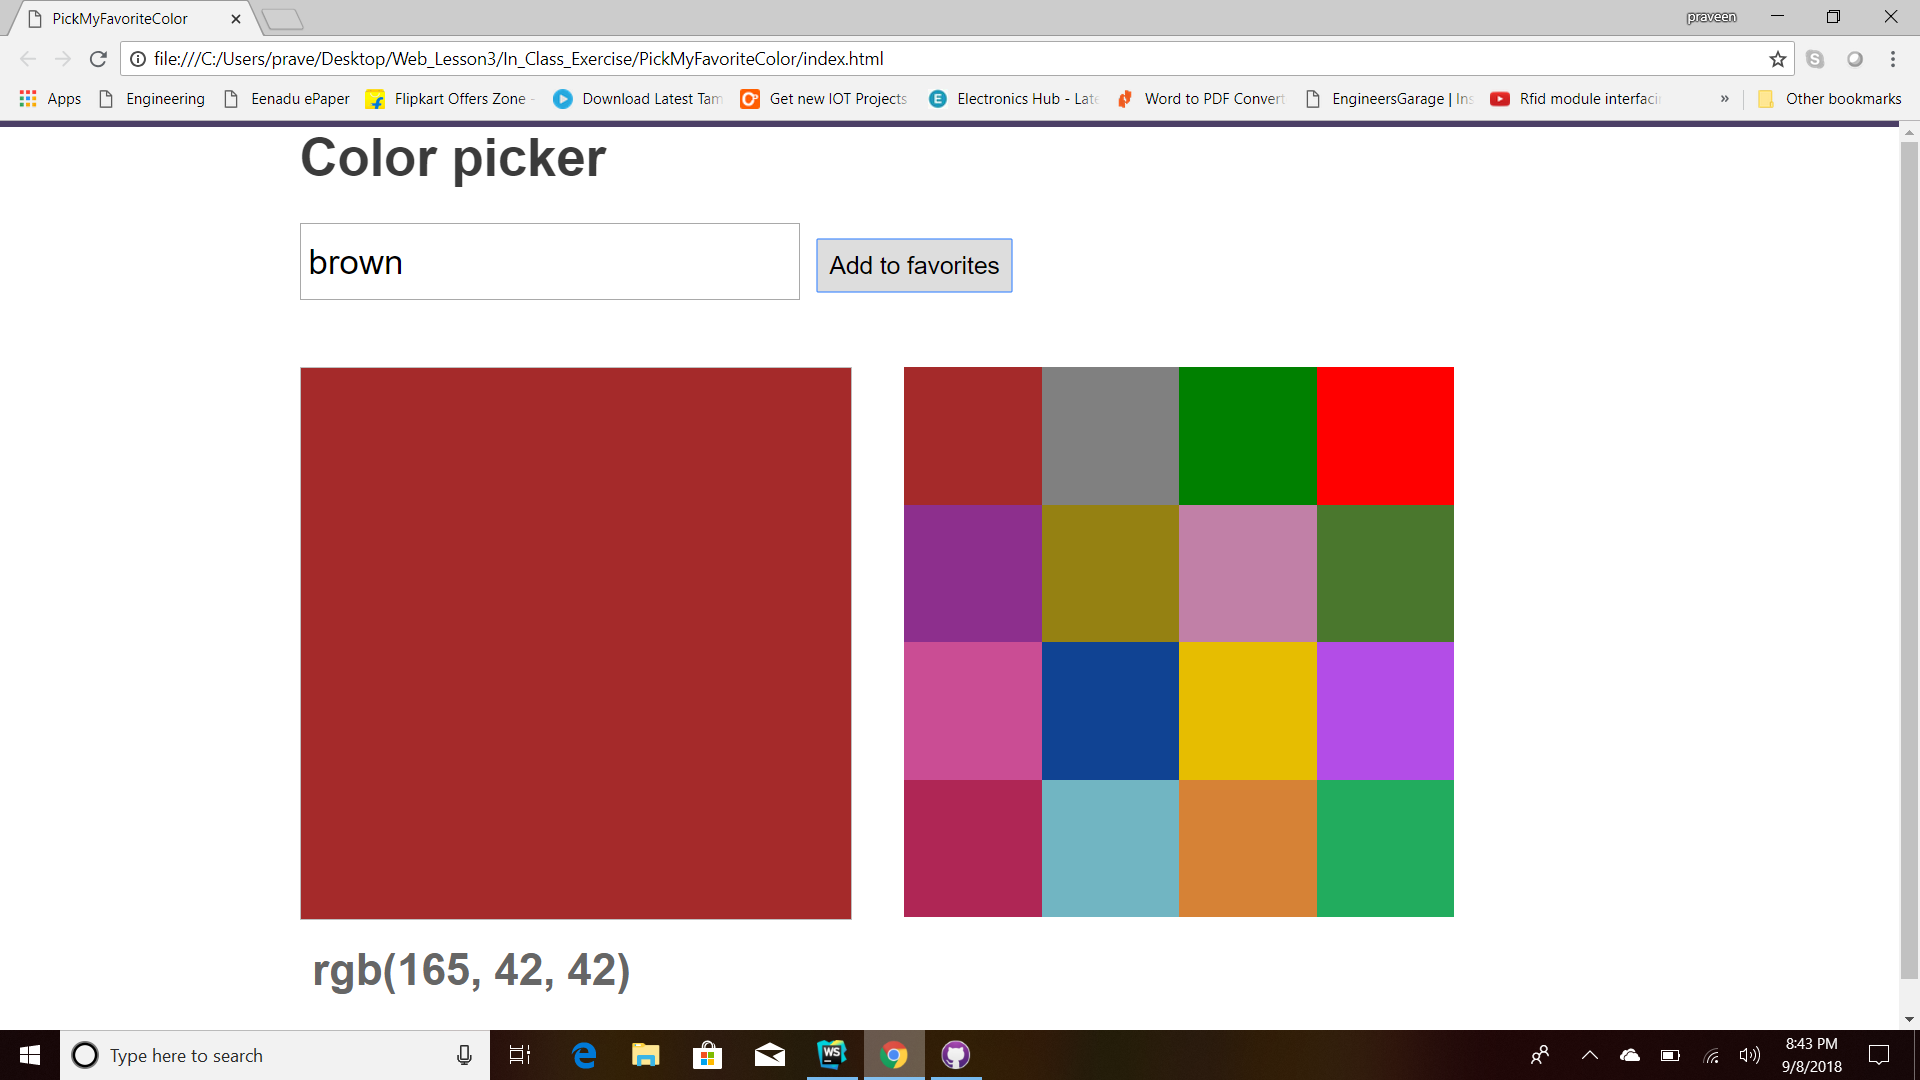 PickMyFavoriteColor
praveen
file:///C:/Users/prave/Desktop/Web_Lesson3/In_Class_Exercise/PickMyFavoriteColor/index.html
Apps Engineering Eenadu ePaper Flipkart Offers Zone - Download Latest Tam Get new IOT Projects Electronics Hub - Late Word to PDF Convert EngineersGarage | Ins Rfid module interfaci » Other bookmarks
Color picker
brown
Add to favorites
rgb(165, 42, 42)
Type here to search
WS
8:43 PM
9/8/2018